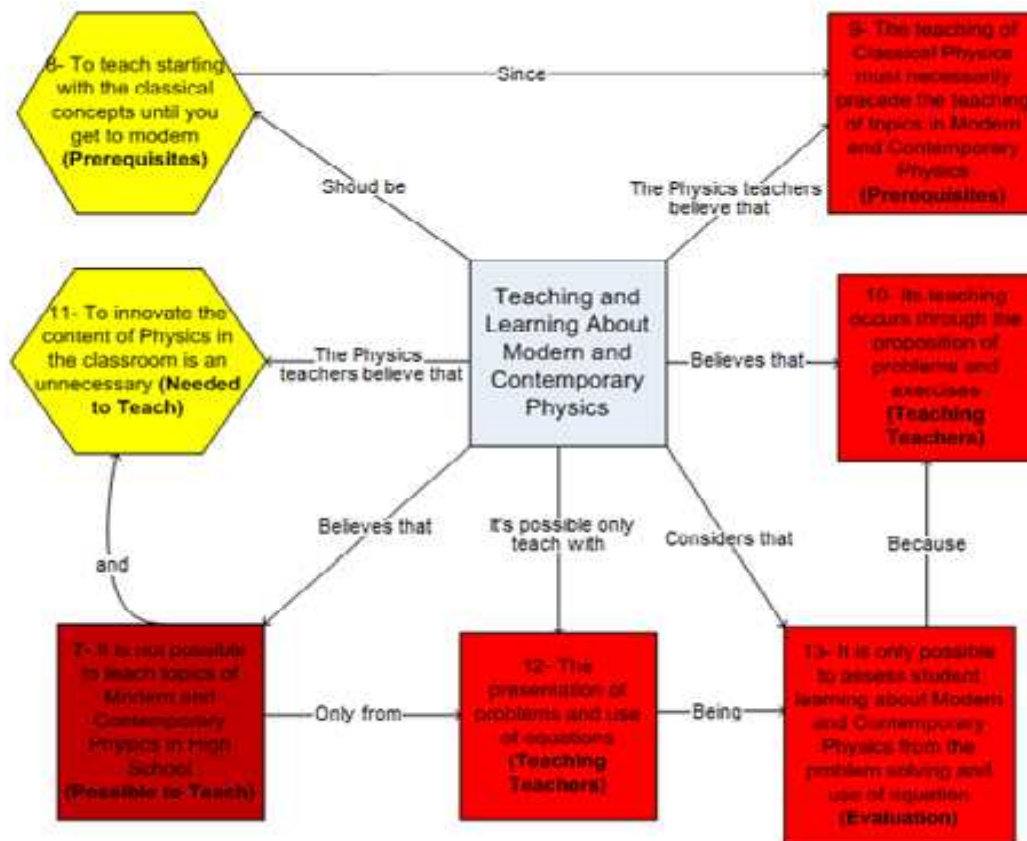 8- To teach starting
with the classical
concepts until you
get to modern
(Prerequisites)
Since
9- The teaching of
Classical Physics
must necessarily
precede the teaching
of topics in Modern
and Contemporary
Physics
(Prerequisites)
Shoud be
The Physics teachers
believe that
Teaching and
Learning About
Modern and
Contemporary
Physics
11- To innovate the
content of Physics in
the classroom is an
unnecessary (Needed
to Teach)
The Physics
teachers believe that
Believes that
10- Its teaching
occurs through the
proposition of
problems and
exercises
(Teaching
Teachers)
Believes that
It's possible only
teach with
Considers that
Because
and
7- It is not possible
to teach topics of
Modern and
Contemporary
Physics in High
School
(Possible to Teach)
Only from
12- The
presentation of
problems and use
of equations
(Teaching
Teachers)
Being
13- It is only possible
to assess student
learning about Modern
and Contemporary
Physics from the
problem solving and
use of equation
(Evaluation)